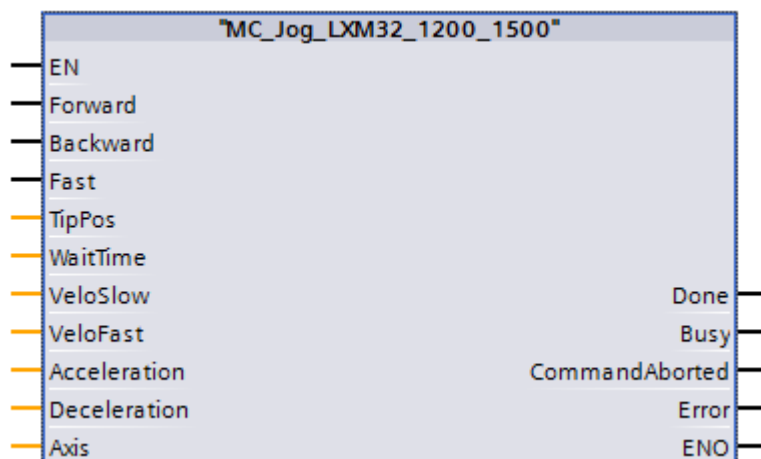 "MC_Jog_LXM32_1200_1500"
EN
Forward
Backward
Fast
TipPos
WaitTime
VeloSlow Done
VeloFast Busy
Acceleration CommandAborted
Deceleration Error
Axis ENO